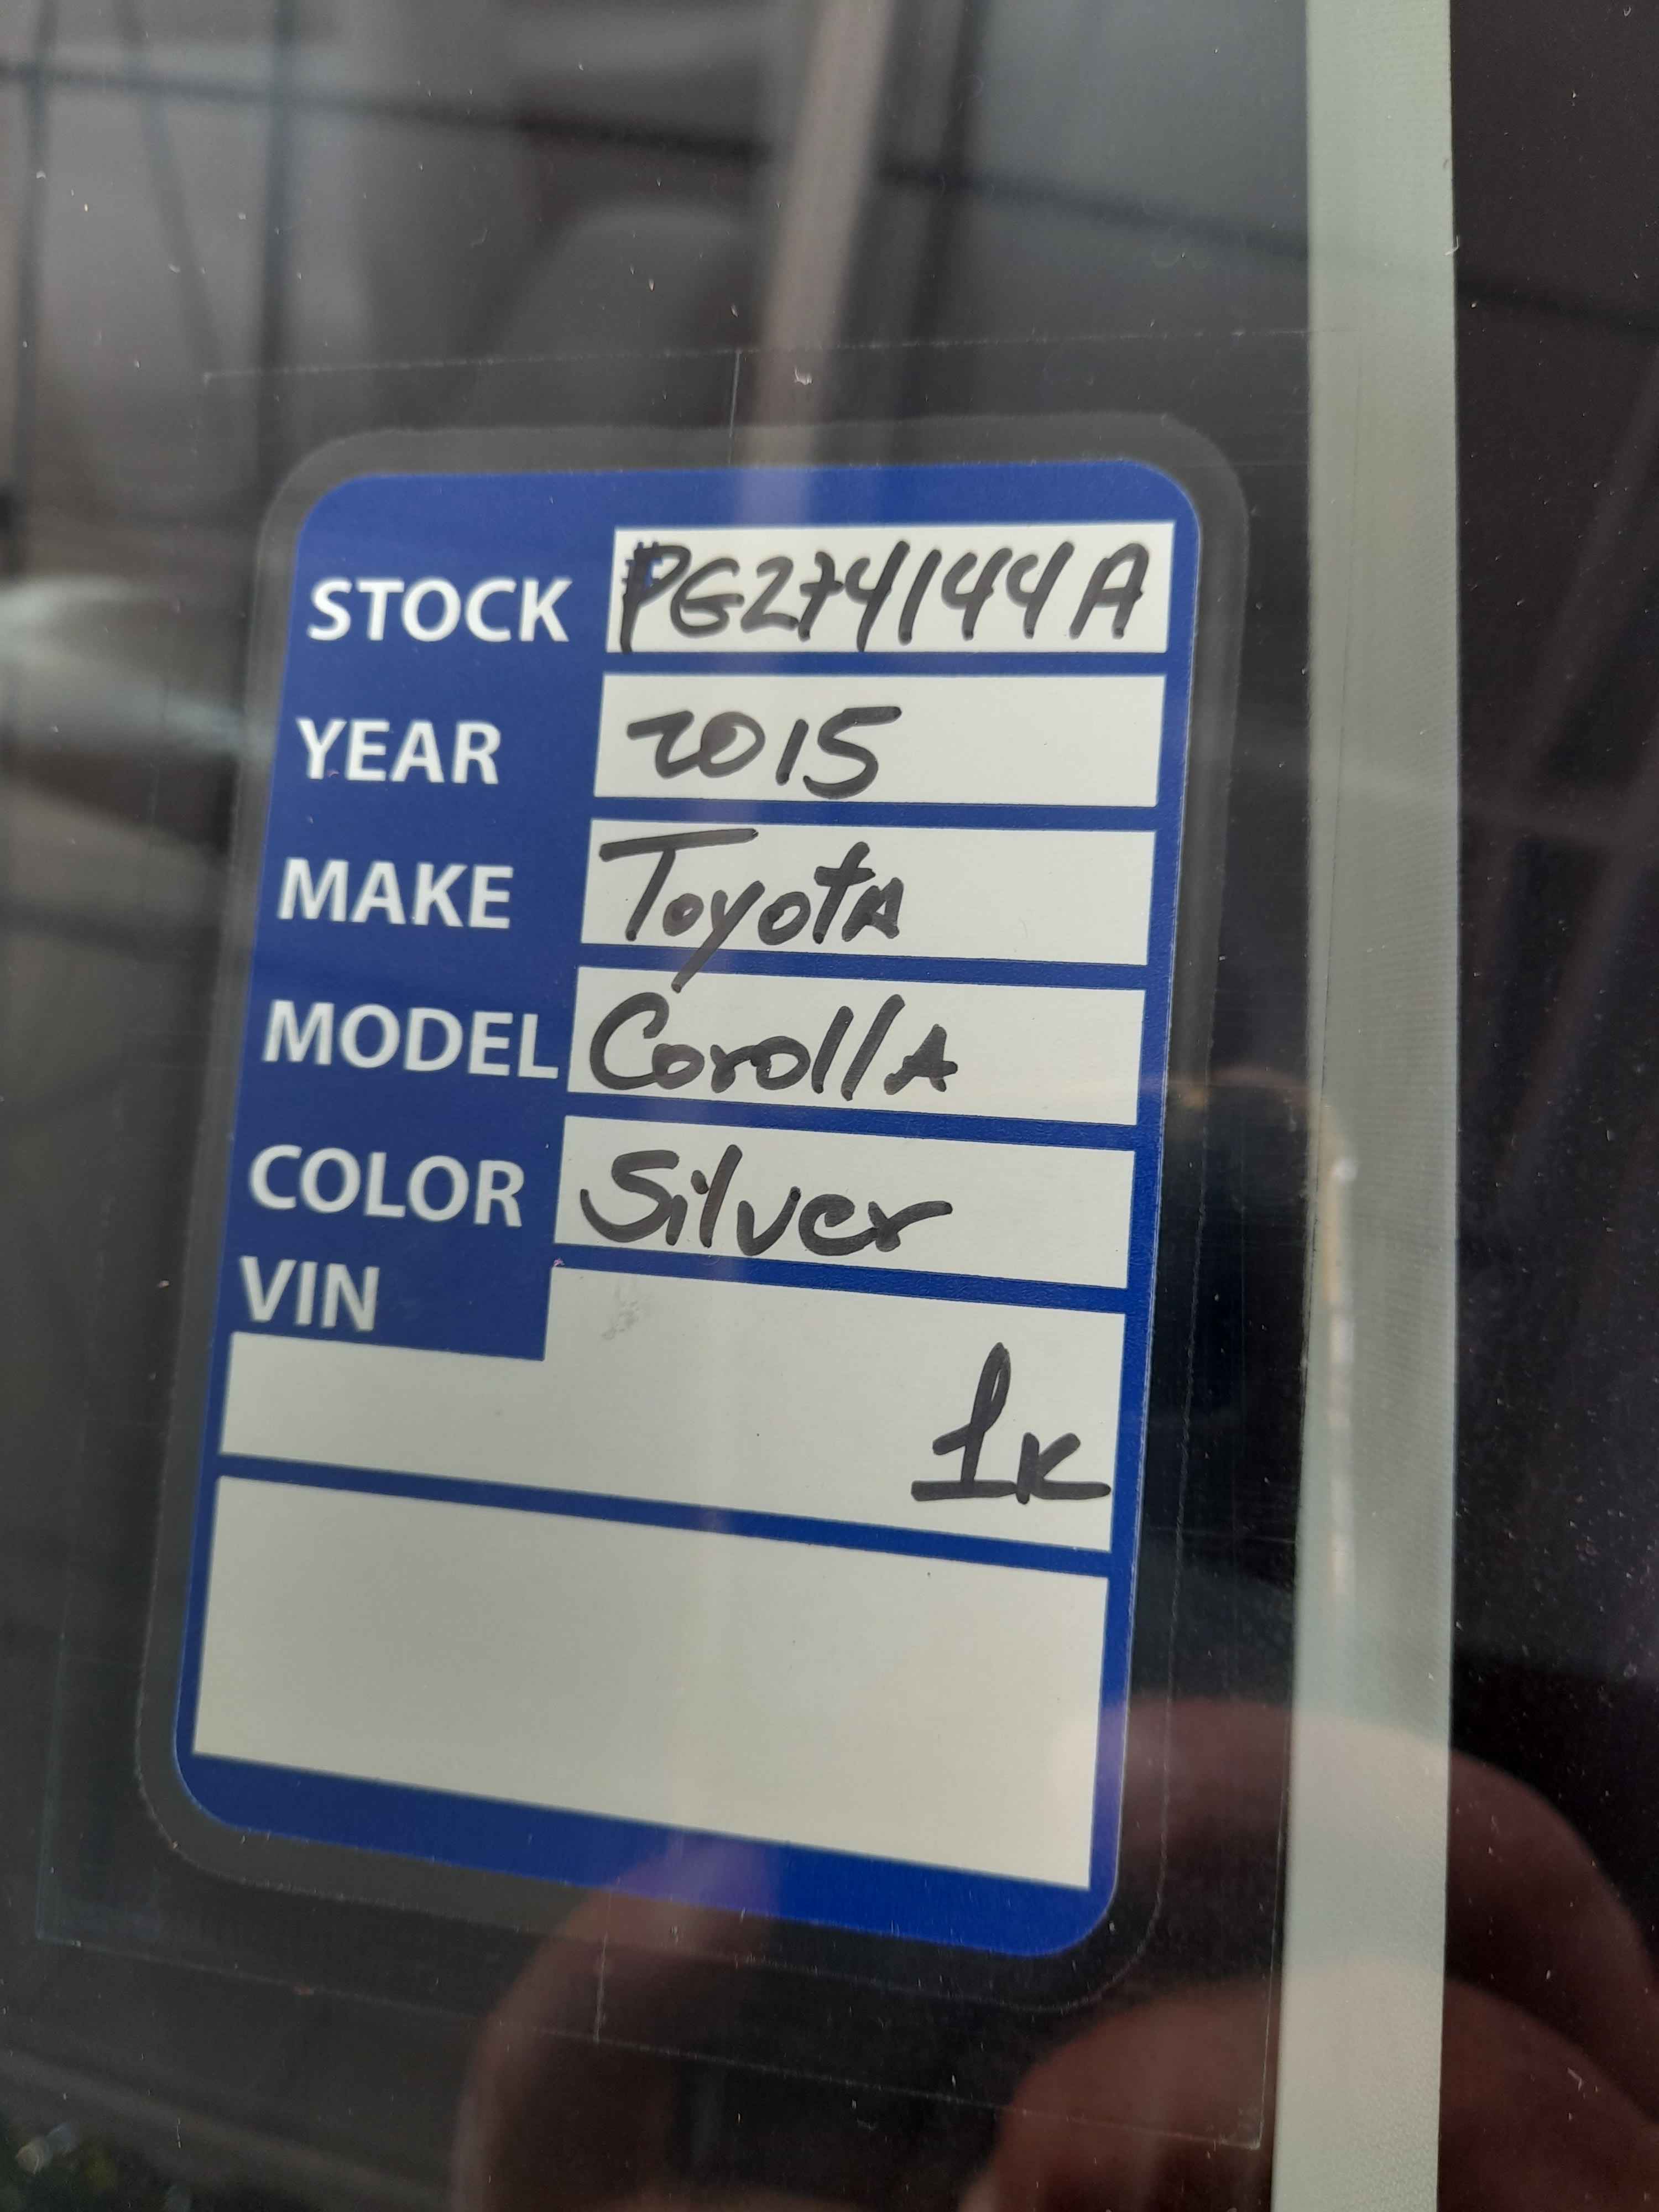 STOCK PG274144A
YEAR 2015
MAKE ToyotA
MODEL CorollA
COLOR Silver
VIN
1K